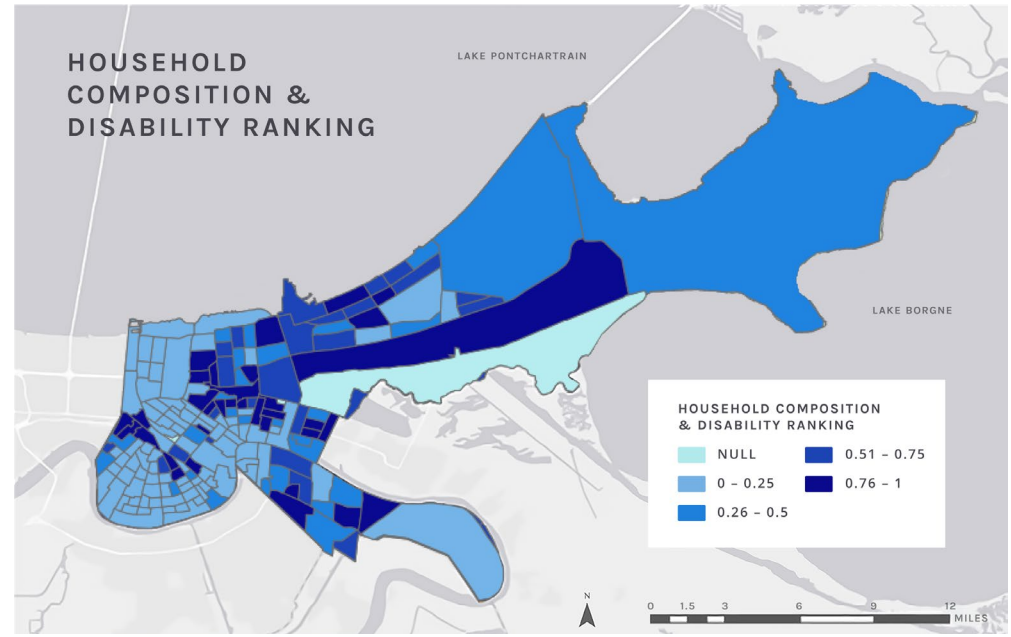 HOUSEHOLD
COMPOSITION &
DISABILITY RANKING
LAKE PONTCHARTRAIN
LAKE BORGNE
HOUSEHOLD COMPOSITION
& DISABILITY RANKING
NULL
0 – 0.25
0.26 – 0.5
0.51 – 0.75
0.76 – 1
N
0 1.5 3 6 9 12
MILES